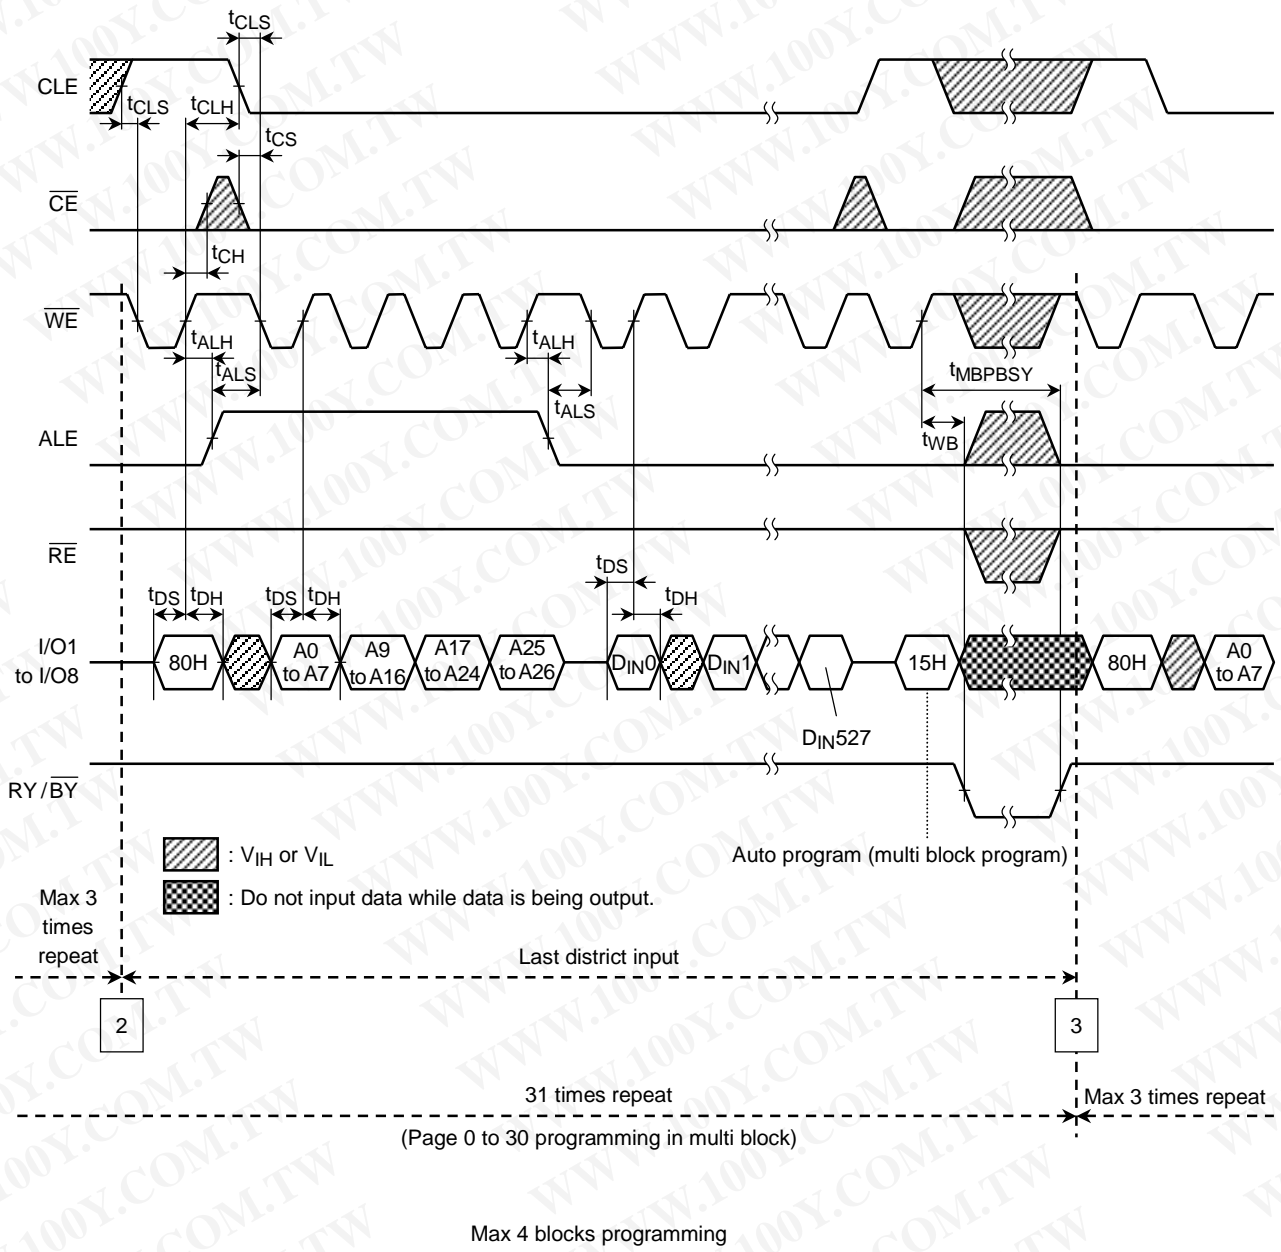 tCLS
CLE
tCLS
tCLH
tCS
CE
tCH
WE
tALH
tALS
tALH
tALS
tMBPBSY
tWB
ALE
RE
tDS
tDH
tDS
tDH
tDS
tDH
I/O1
to I/O8
80H
A0
to A7
A9
to A16
A17
to A24
A25
to A26
DIN0
DIN1
15H
80H
A0
to A7
DIN527
RY/BY
: VIH or VIL
Auto program (multi block program)
: Do not input data while data is being output.
Max 3
times
repeat
Last district input
2
3
31 times repeat
Max 3 times repeat
(Page 0 to 30 programming in multi block)
Max 4 blocks programming
WWW.100Y.COM.TW